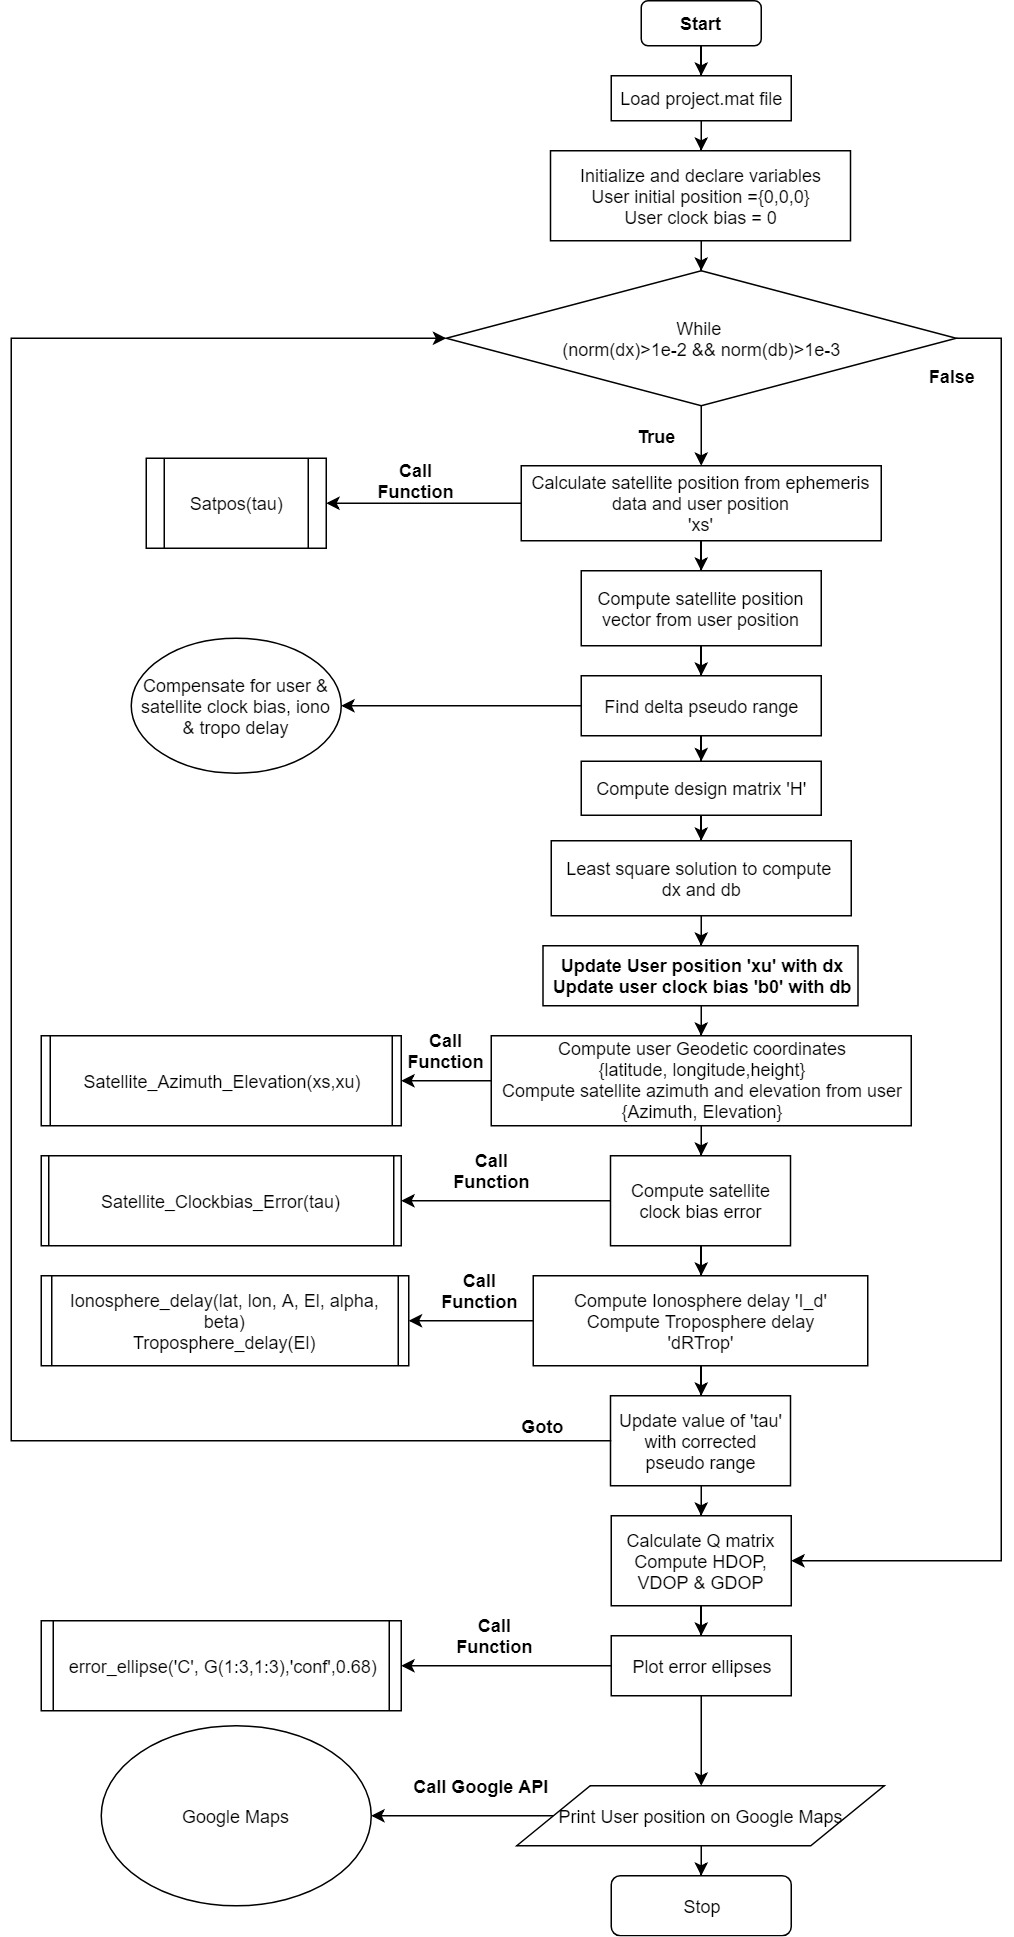 Start
Load project.mat file
Initialize and declare variables
User initial position ={0,0,0}
User clock bias = 0
While
(norm(dx)>1e-2 && norm(db)>1e-3
False
True
Call
Function
Satpos(tau)
Calculate satellite position from ephemeris
data and user position
'xs'
Compute satellite position
vector from user position
Compensate for user &
satellite clock bias, iono
& tropo delay
Find delta pseudo range
Compute design matrix 'H'
Least square solution to compute
dx and db
Update User position 'xu' with dx
Update user clock bias 'b0' with db
Call
Function
Satellite_Azimuth_Elevation(xs,xu)
Compute user Geodetic coordinates
{latitude, longitude,height}
Compute satellite azimuth and elevation from user
{Azimuth, Elevation}
Call
Function
Satellite_Clockbias_Error(tau)
Compute satellite
clock bias error
Call
Function
Ionosphere_delay(lat, lon, A, El, alpha,
beta)
Troposphere_delay(El)
Compute Ionosphere delay 'I_d'
Compute Troposphere delay
'dRTrop'
Goto
Update value of 'tau'
with corrected
pseudo range
Calculate Q matrix
Compute HDOP,
VDOP & GDOP
Call
Function
error_ellipse('C', G(1:3,1:3),'conf',0.68)
Plot error ellipses
Call Google API
Google Maps
Print User position on Google Maps
Stop